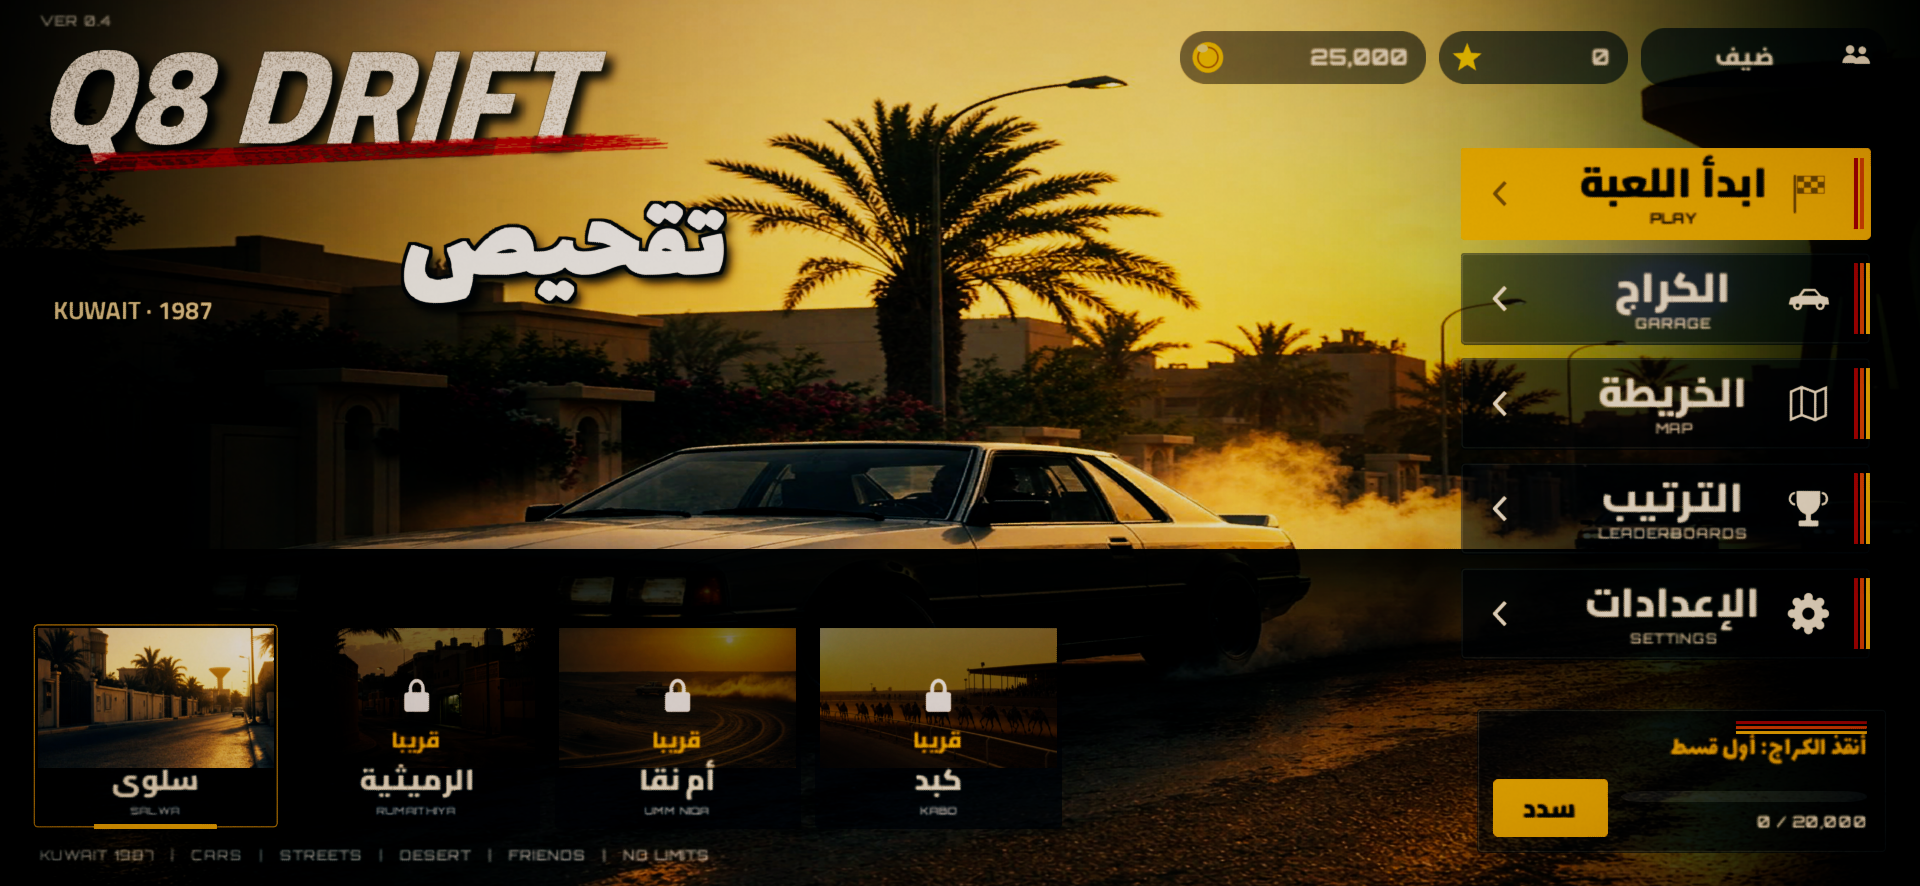 VER 0.4
Q8 DRIFT
تقحيص
KUWAIT · 1987
25,000
0
ضيف
ابدأ اللعبة
PLAY
الكراج
GARAGE
الخريطة
MAP
الترتيب
LEADERBOARDS
الإعدادات
SETTINGS
سلوى
SALWA
قريبا
الرميثية
RUMAITHIYA
قريبا
أم نقا
UMM NIQA
قريبا
كبد
KABD
أنقذ الكراج: أول قسط
سدد
0 / 20,000
KUWAIT 1987 | CARS | STREETS | DESERT | FRIENDS | NO LIMITS